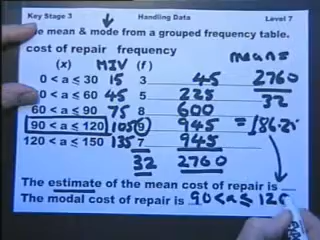 Key Stage 3 Handling Data Level 7
mean & mode from a grouped frequency table.
cost of repair frequency mean =
(x) MIV (f)
0 < a ≤ 30 15 3 45 2760
a ≤ 60 45 5 225 32
60 < a ≤ 90 75 8 600
90 < a ≤ 120 105 9 945 = £86.25
120 < a ≤ 150 135 7 945
32 2760
The estimate of the mean cost of repair is
The modal cost of repair is 90<a≤120